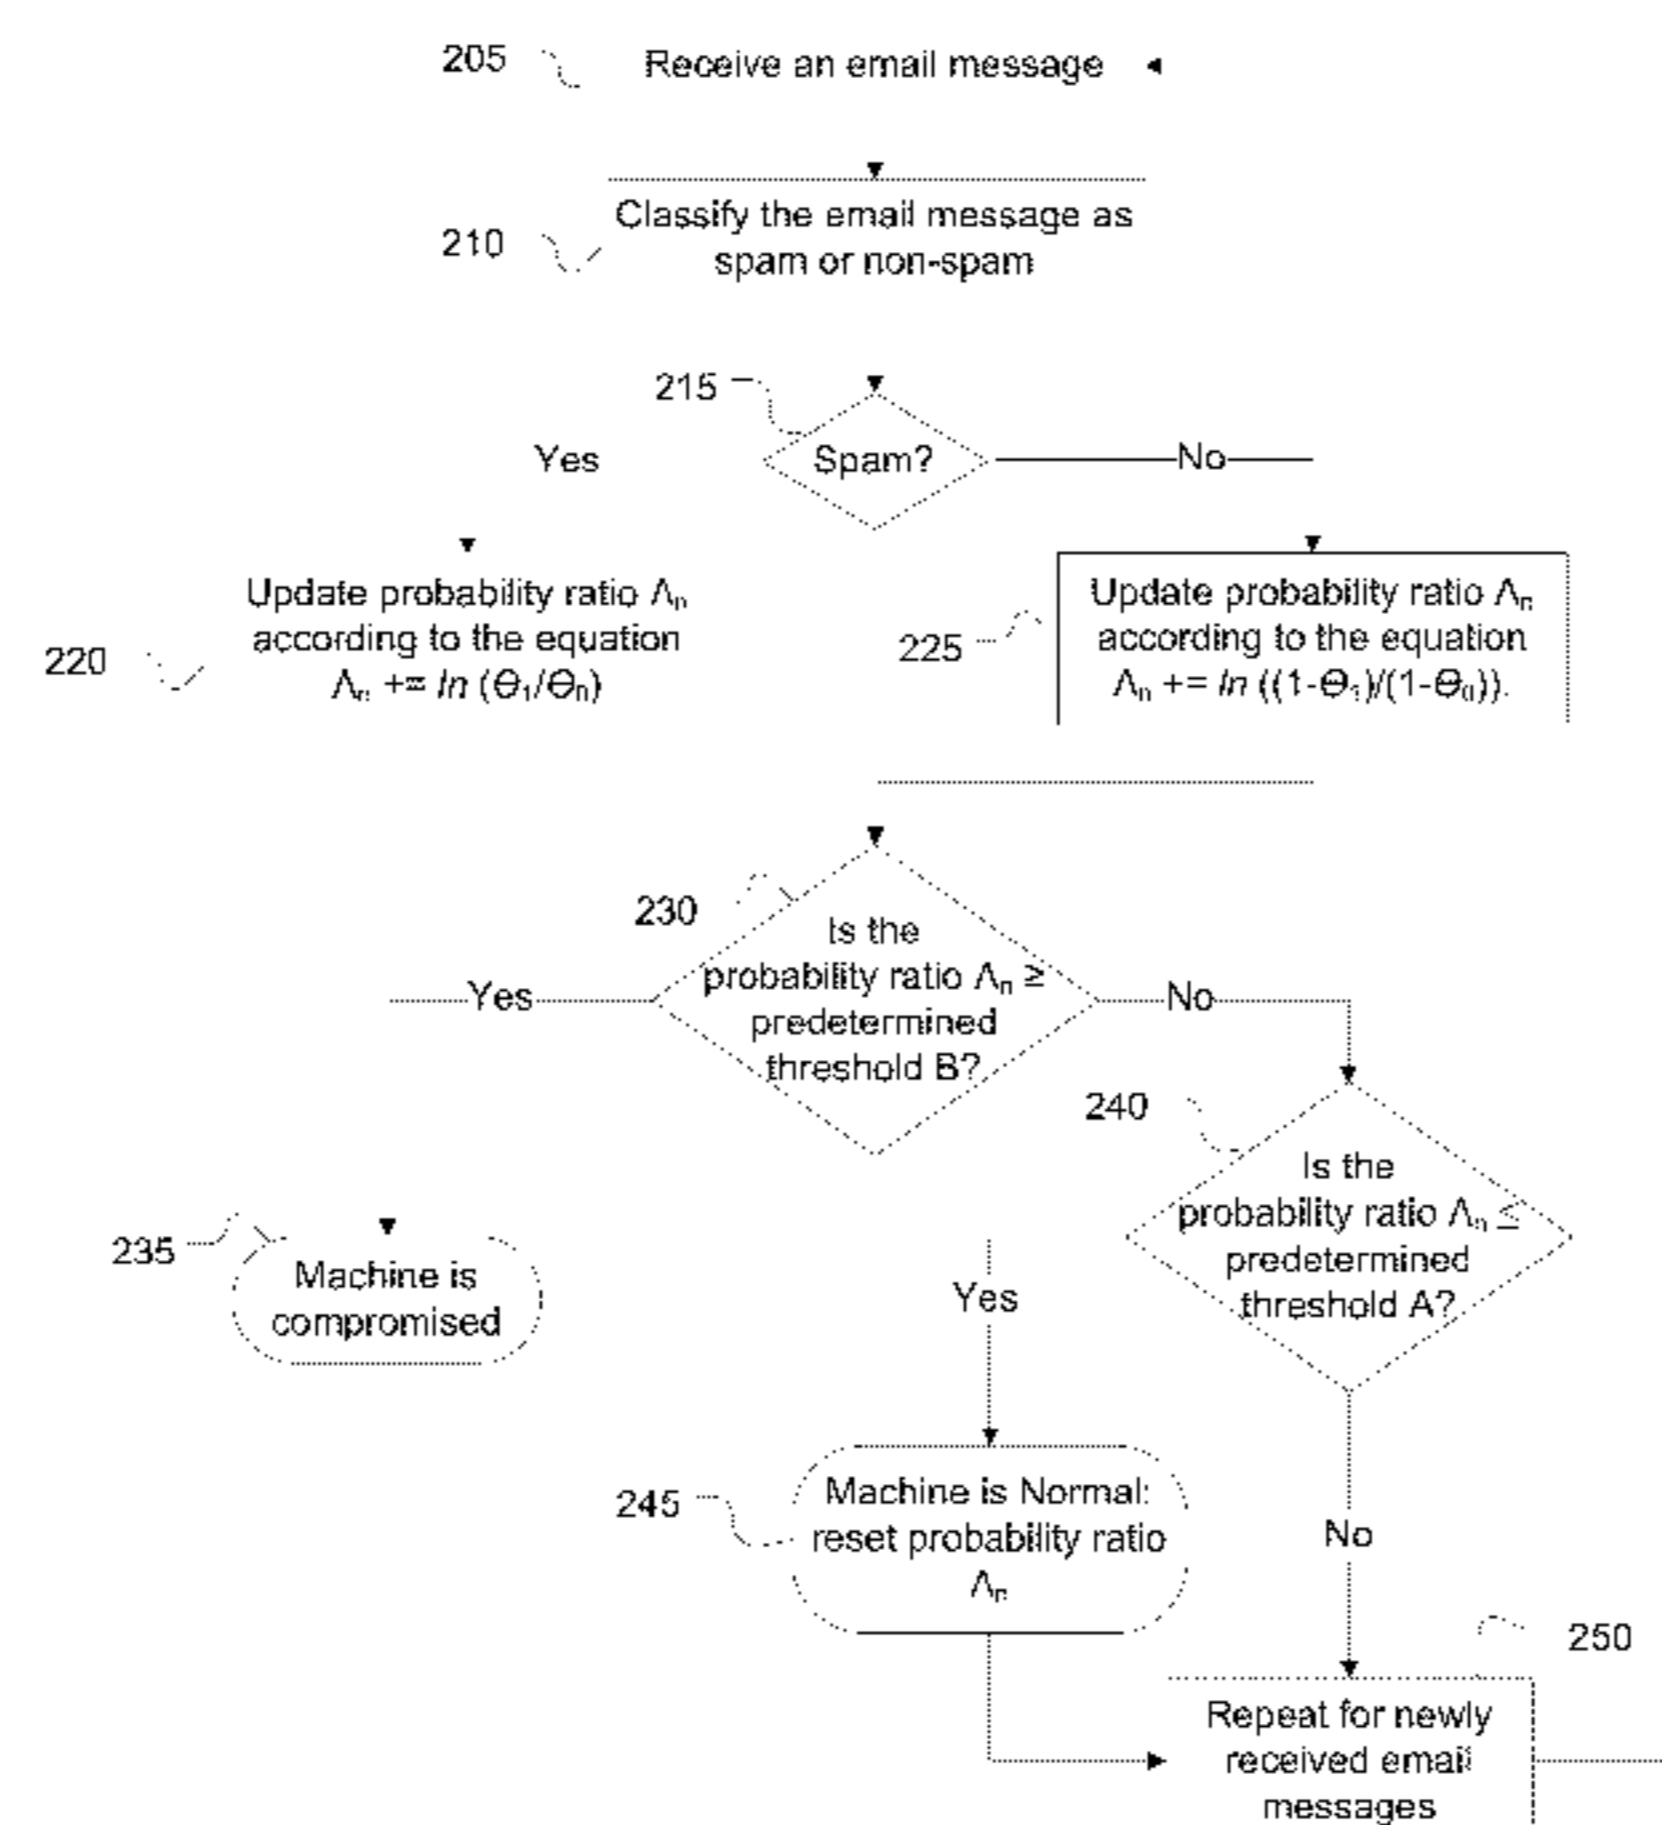 205
Receive an email message
210
Classify the email message as
spam or non-spam
215
Yes
Spam?
No
220
Update probability ratio Λn
according to the equation
Λn += ln (Θ1/Θ0)
225
Update probability ratio Λn
according to the equation
Λn += ln ((1-Θ1)/(1-Θ0)).
230
Is the
probability ratio Λn ≥
predetermined
threshold B?
Yes
No
235
Machine is
compromised
240
Is the
probability ratio Λn ≤
predetermined
threshold A?
Yes
No
245
Machine is Normal:
reset probability ratio
Λn
250
Repeat for newly
received email
messages